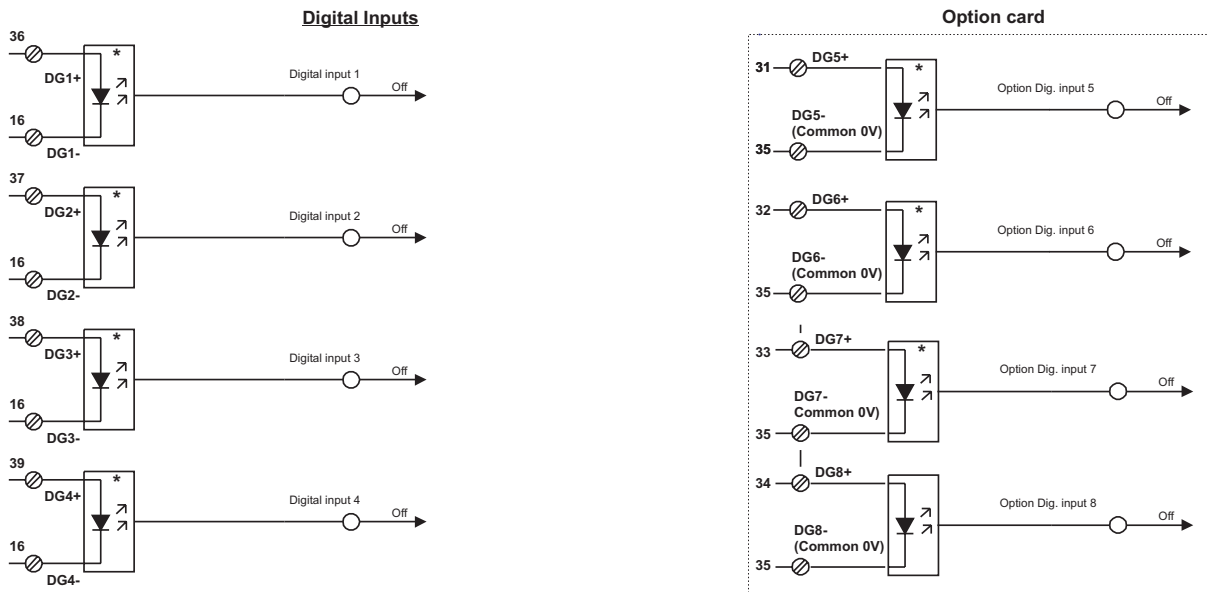 Digital Inputs
36
DG1+
*
Digital input 1
Off
16
DG1-
37
DG2+
*
Digital input 2
Off
16
DG2-
38
DG3+
*
Digital input 3
Off
16
DG3-
39
DG4+
*
Digital input 4
Off
16
DG4-
Option card
31
DG5+
*
Option Dig. input 5
Off
DG5-
(Common 0V)
35
32
DG6+
*
Option Dig. input 6
Off
DG6-
(Common 0V)
35
33
DG7+
*
Option Dig. input 7
Off
DG7-
Common 0V)
35
34
DG8+
Option Dig. input 8
Off
DG8-
(Common 0V)
35